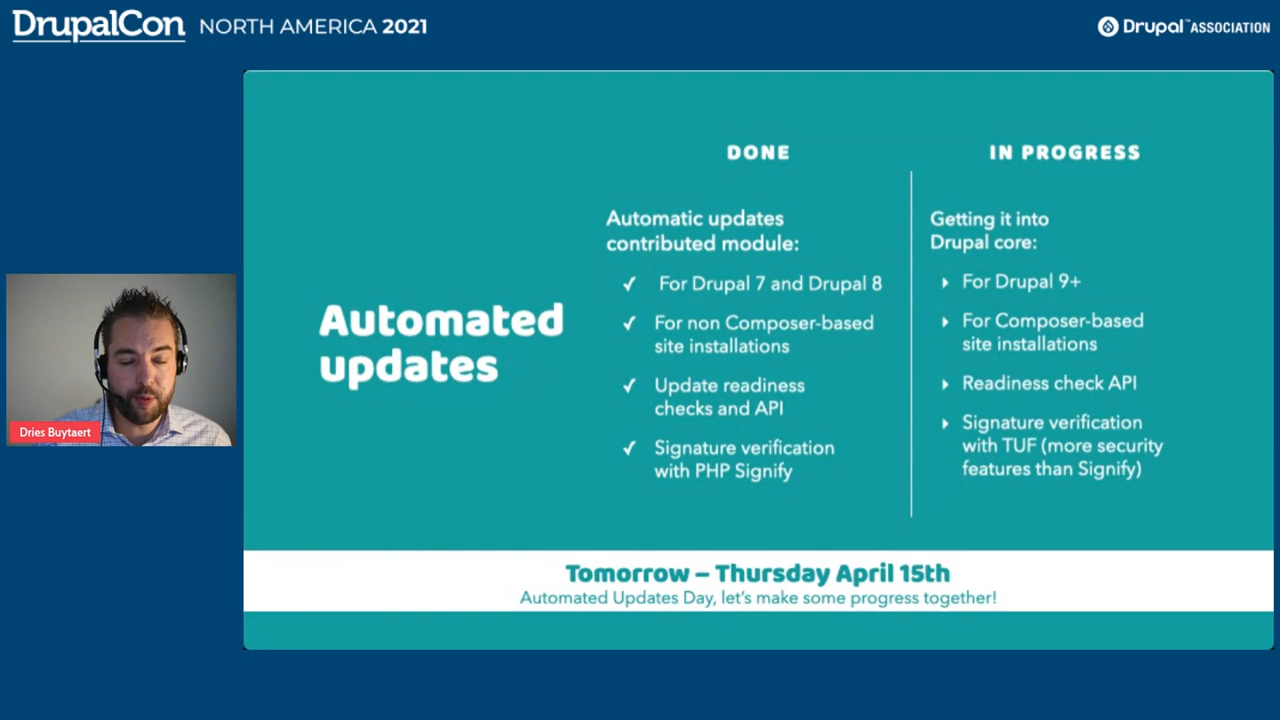 DrupalCon NORTH AMERICA 2021
Drupal™ ASSOCIATION
Automated
updates
DONE
Automatic updates
contributed module:
✓ For Drupal 7 and Drupal 8
✓ For non Composer-based
site installations
✓ Update readiness
checks and API
✓ Signature verification
with PHP Signify
IN PROGRESS
Getting it into
Drupal core:
For Drupal 9+
For Composer-based
site installations
Readiness check API
Signature verification
with TUF (more security
features than Signify)
Dries Buytaert
Tomorrow – Thursday April 15th
Automated Updates Day, let's make some progress together!